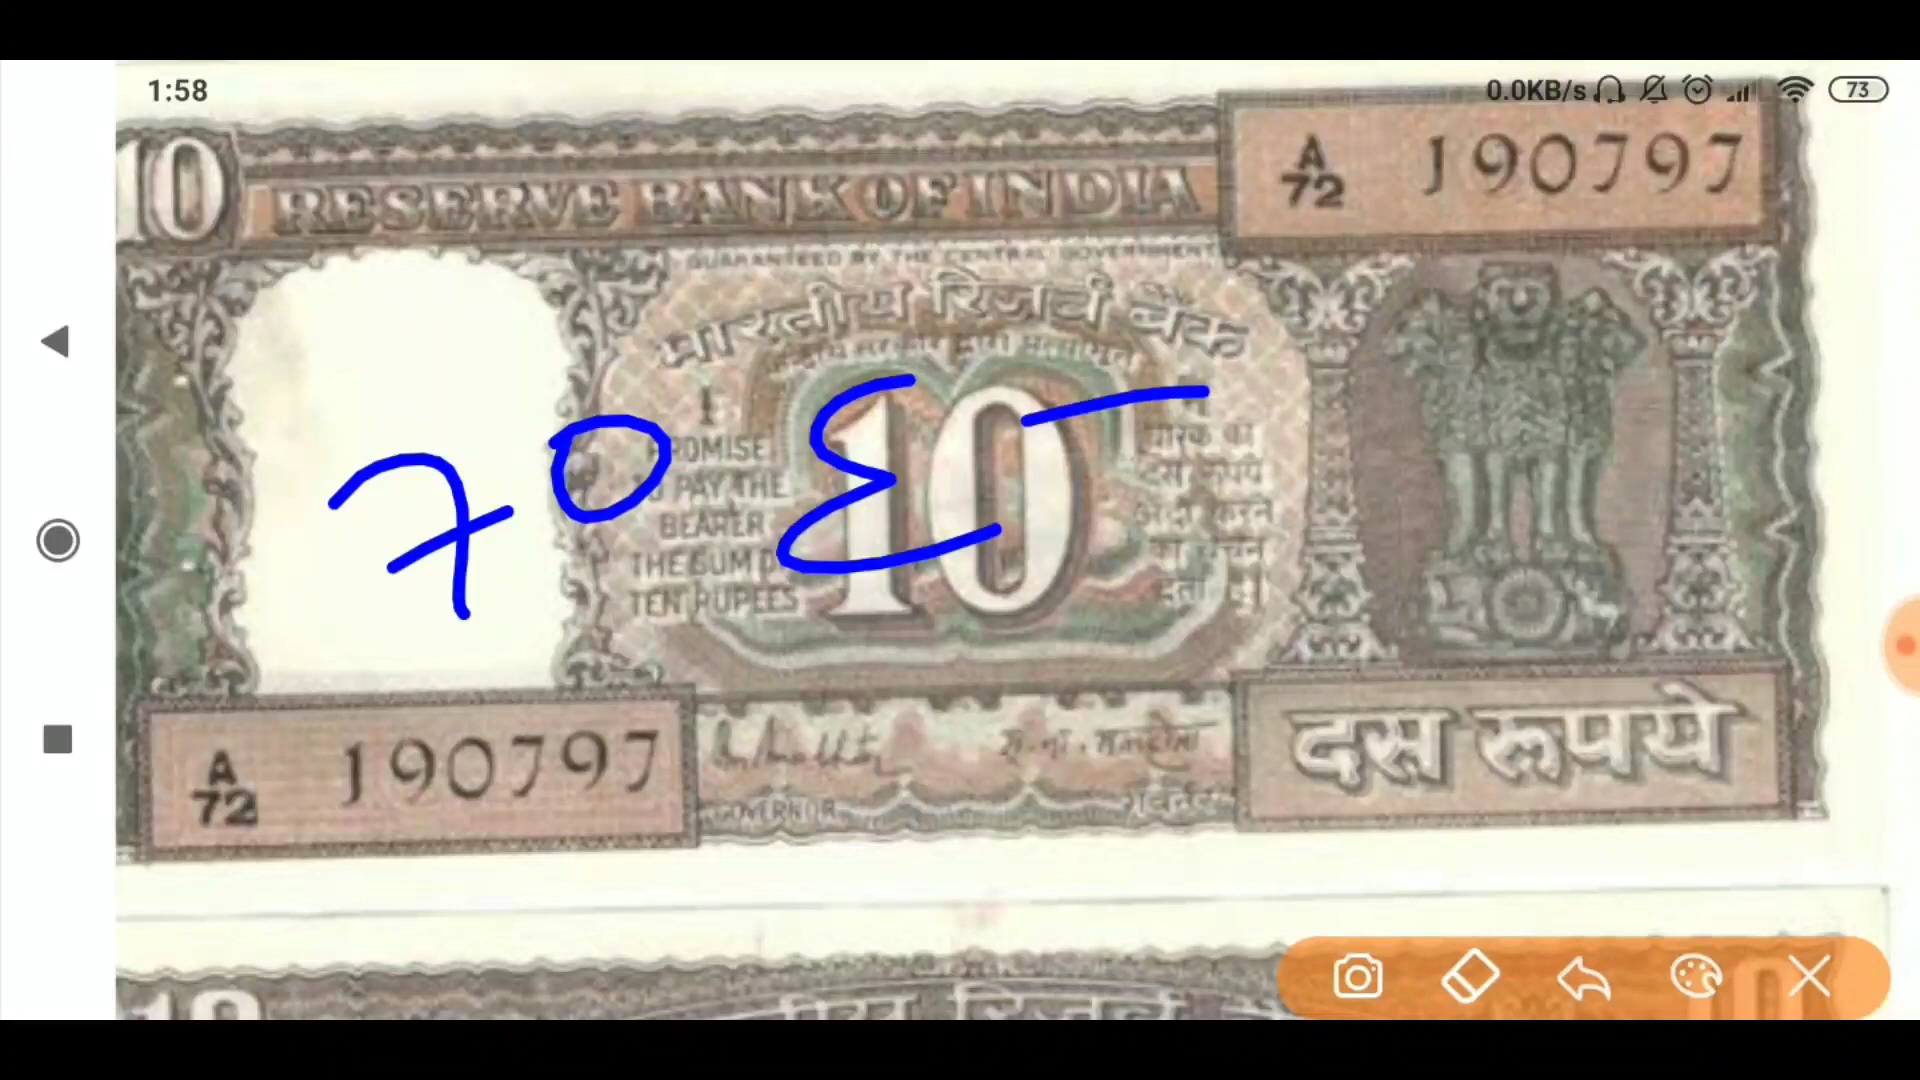 1:58
0.0KB/s
73
A
72 190797
10
RESERVE BANK OF INDIA
GUARANTEED BY THE CENTRAL GOVERNMENT
भारतीय रिज़र्व बैंक
I
PROMISE
TO PAY THE
BEARER
THE SUM OF
TEN RUPEES
10
70
A
72 190797
GOVERNOR
दस रूपये